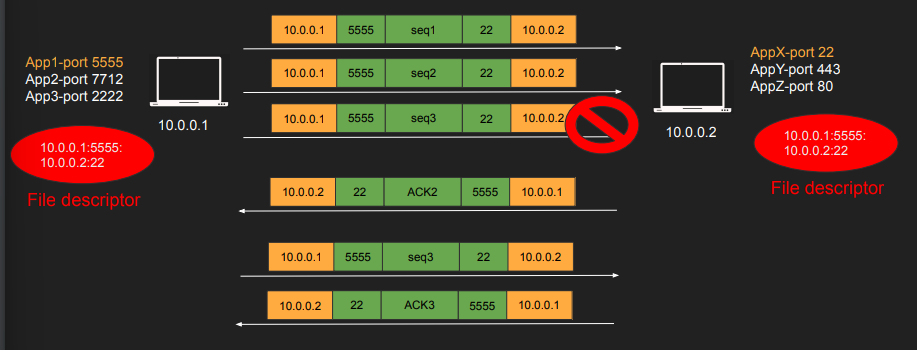 10.0.0.1 5555 seq1 22 10.0.0.2
App1-port 5555
App2-port 7712
App3-port 2222
10.0.0.1
10.0.0.1:5555:
10.0.0.2:22
File descriptor
10.0.0.1 5555 seq2 22 10.0.0.2
10.0.0.1 5555 seq3 22 10.0.0.2
AppX-port 22
AppY-port 443
AppZ-port 80
10.0.0.2
10.0.0.1:5555:
10.0.0.2:22
File descriptor
10.0.0.2 22 ACK2 5555 10.0.0.1
10.0.0.1 5555 seq3 22 10.0.0.2
10.0.0.2 22 ACK3 5555 10.0.0.1